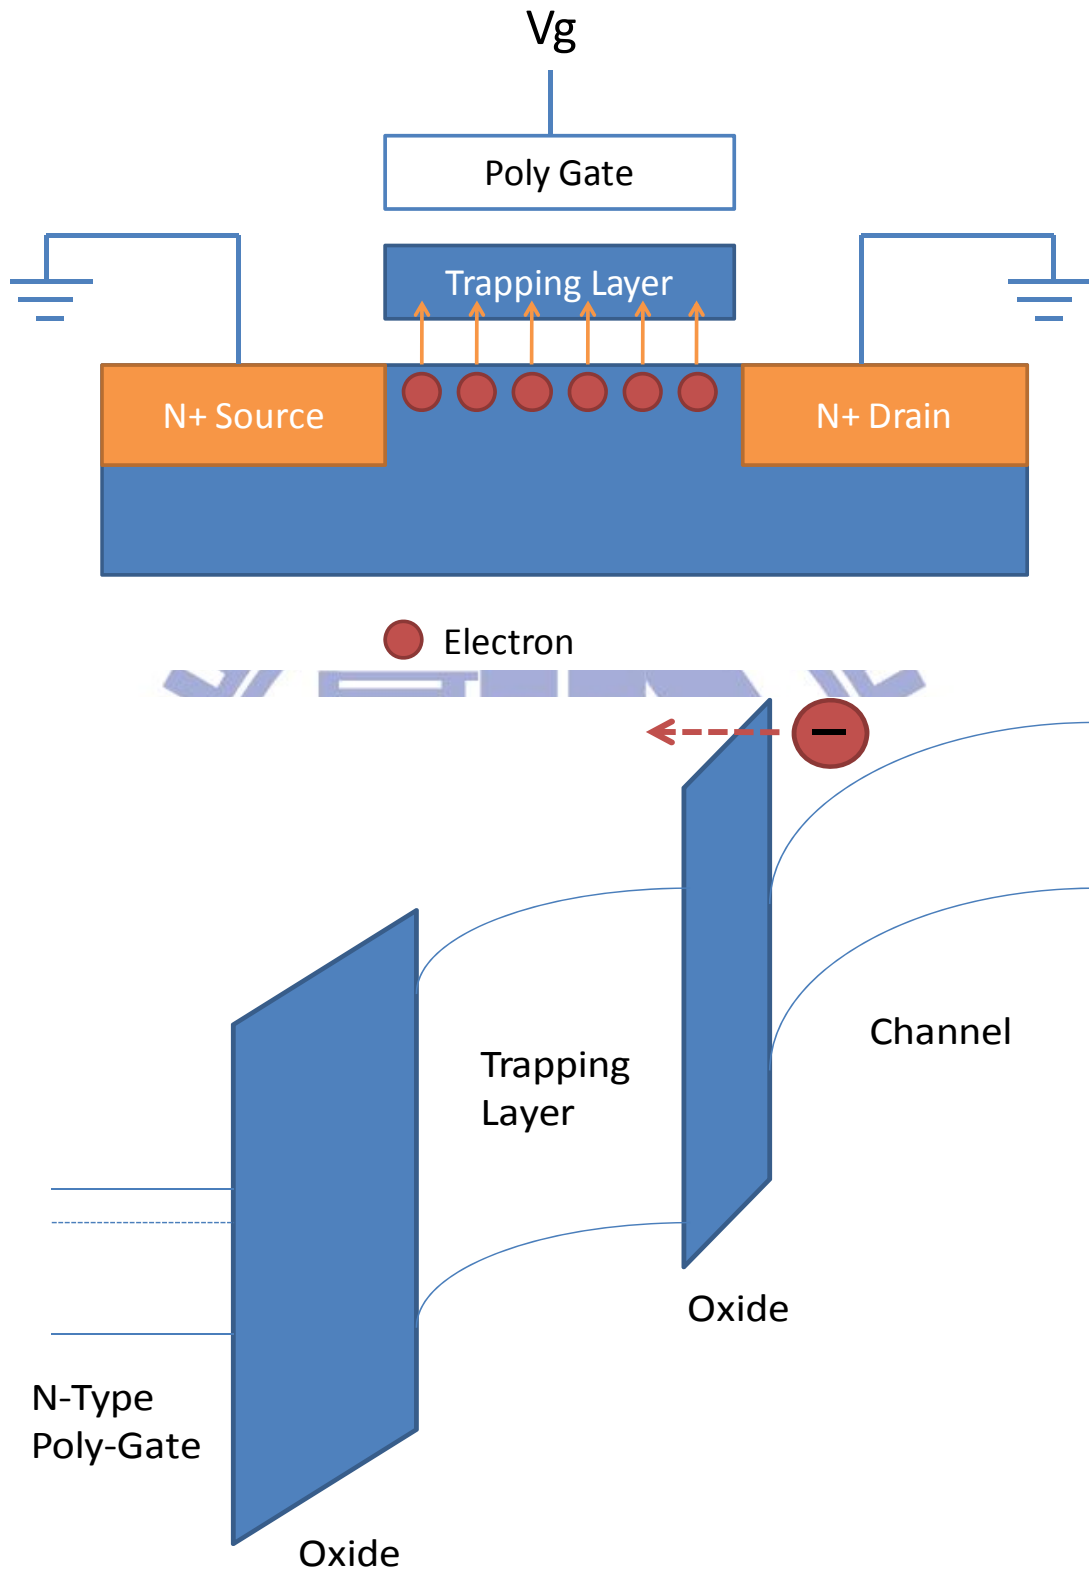 Vg
Poly Gate
Trapping Layer
N+ Source
N+ Drain
Electron
Channel
Trapping
Layer
Oxide
N-Type
Poly-Gate
Oxide